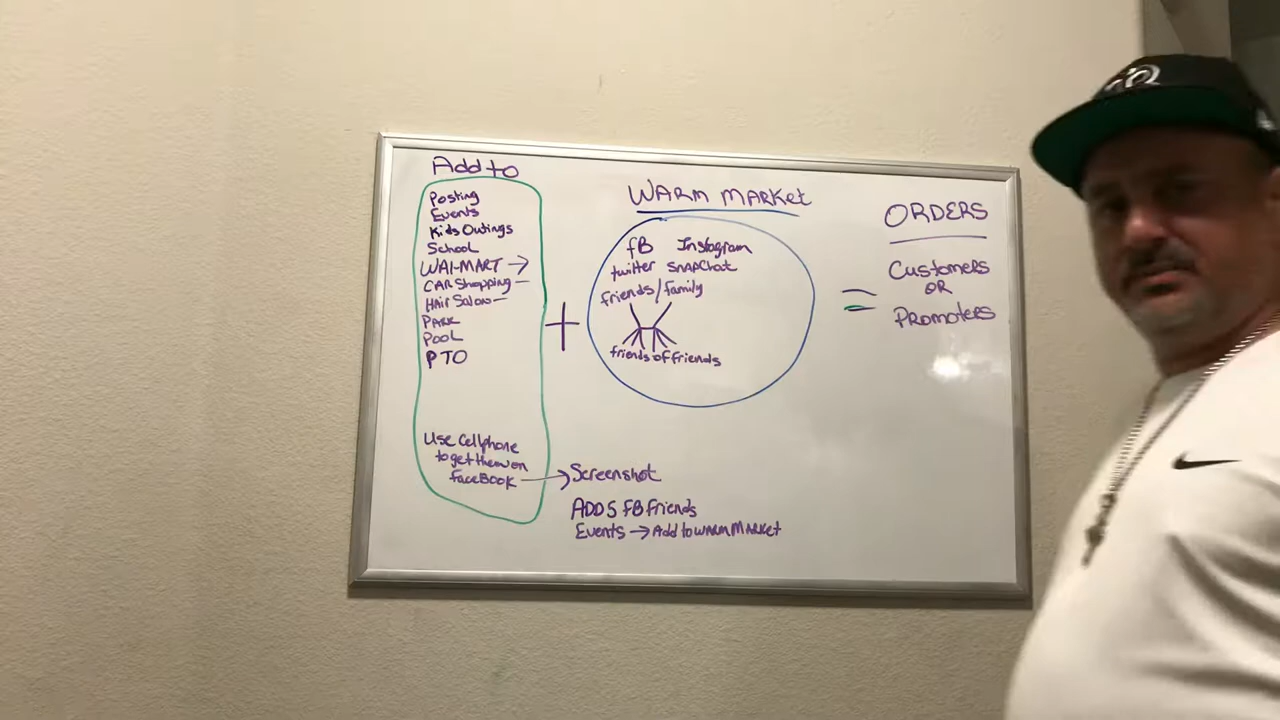 Add to
Posting
Events
Kids Outings
School
WAl-MART →
CAR Shopping –
HAIR Salon –
PARK
POOL
PTO
Use Cellphone
to get them on
FaceBOOK → Screenshot
ADD 5 FB Friends
Events → Add to WARM MARKET
+
WARM MARKET
fB Instagram
twitter SNAPChat
friends/family
friends of friends
=
ORDERS
Customers
OR
PROMOTERS